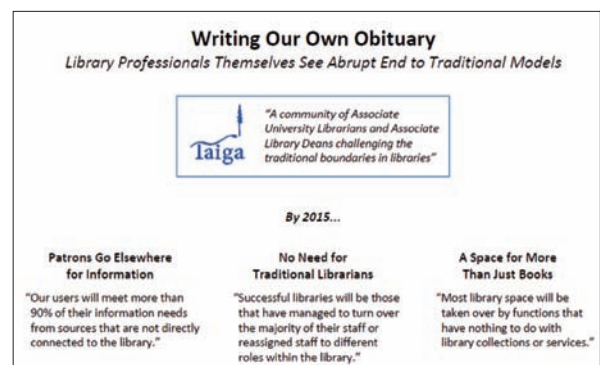 Writing Our Own Obituary
Library Professionals Themselves See Abrupt End to Traditional Models
Taiga
"A community of Associate
University Librarians and Associate
Library Deans challenging the
traditional boundaries in libraries"
By 2015...
Patrons Go Elsewhere
for Information
"Our users will meet more than
90% of their information needs
from sources that are not directly
connected to the library."
No Need for
Traditional Librarians
"Successful libraries will be those
that have managed to turn over
the majority of their staff or
reassigned staff to different
roles within the library."
A Space for More
Than Just Books
"Most library space will be
taken over by functions that
have nothing to do with
library collections or services."